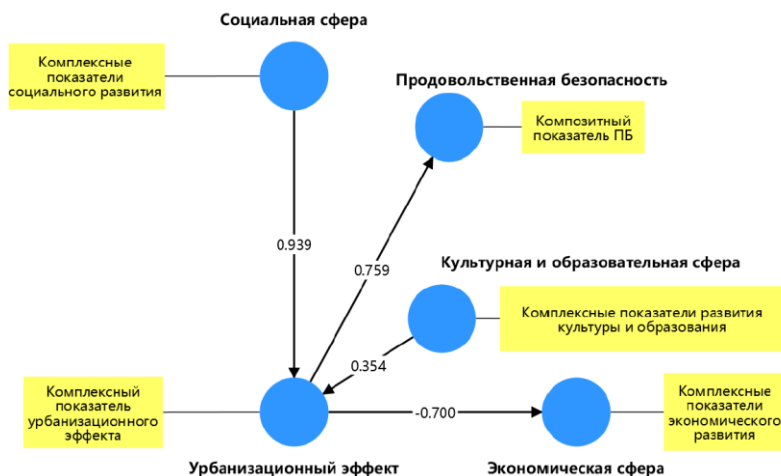 Социальная сфера
Комплексные
показатели
социального развития
Продовольственная безопасность
Композитный
показатель ПБ
0.939
0.759
Культурная и образовательная сфера
Комплексные показатели развития
культуры и образования
0.354
Комплексный
показатель
урбанизационного
эффекта
-0.700
Комплексные
показатели
экономического
развития
Урбанизационный эффект
Экономическая сфера